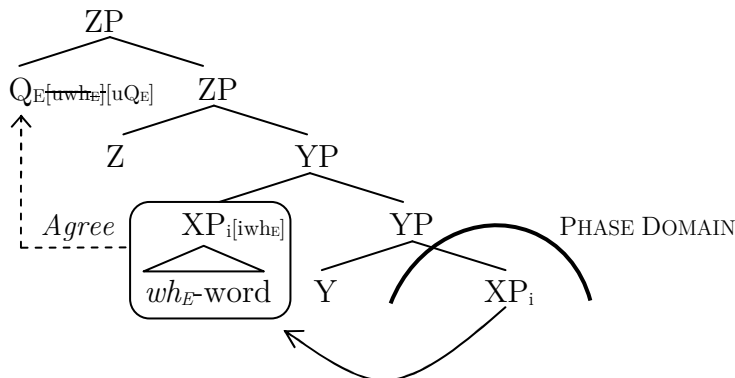 ZP
Q_E[uwh_E][uQ_E] ZP
Z YP
Agree XP_i[iwh_E] YP PHASE DOMAIN
wh_E-word Y XP_i